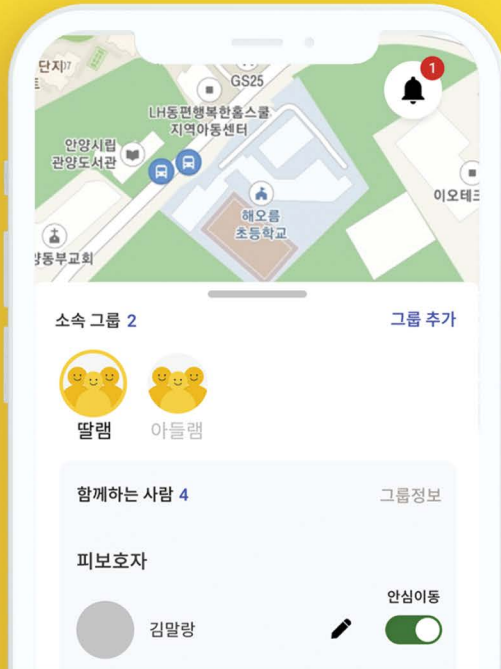 단지
GS25
LH동편행복한홈스쿨
지역아동센터
안양시립
관양도서관
이오테크
해오름
초등학교
양동부교회
1
소속 그룹 2
그룹 추가
딸램
아들램
함께하는 사람 4
그룹정보
피보호자
안심이동
김말랑